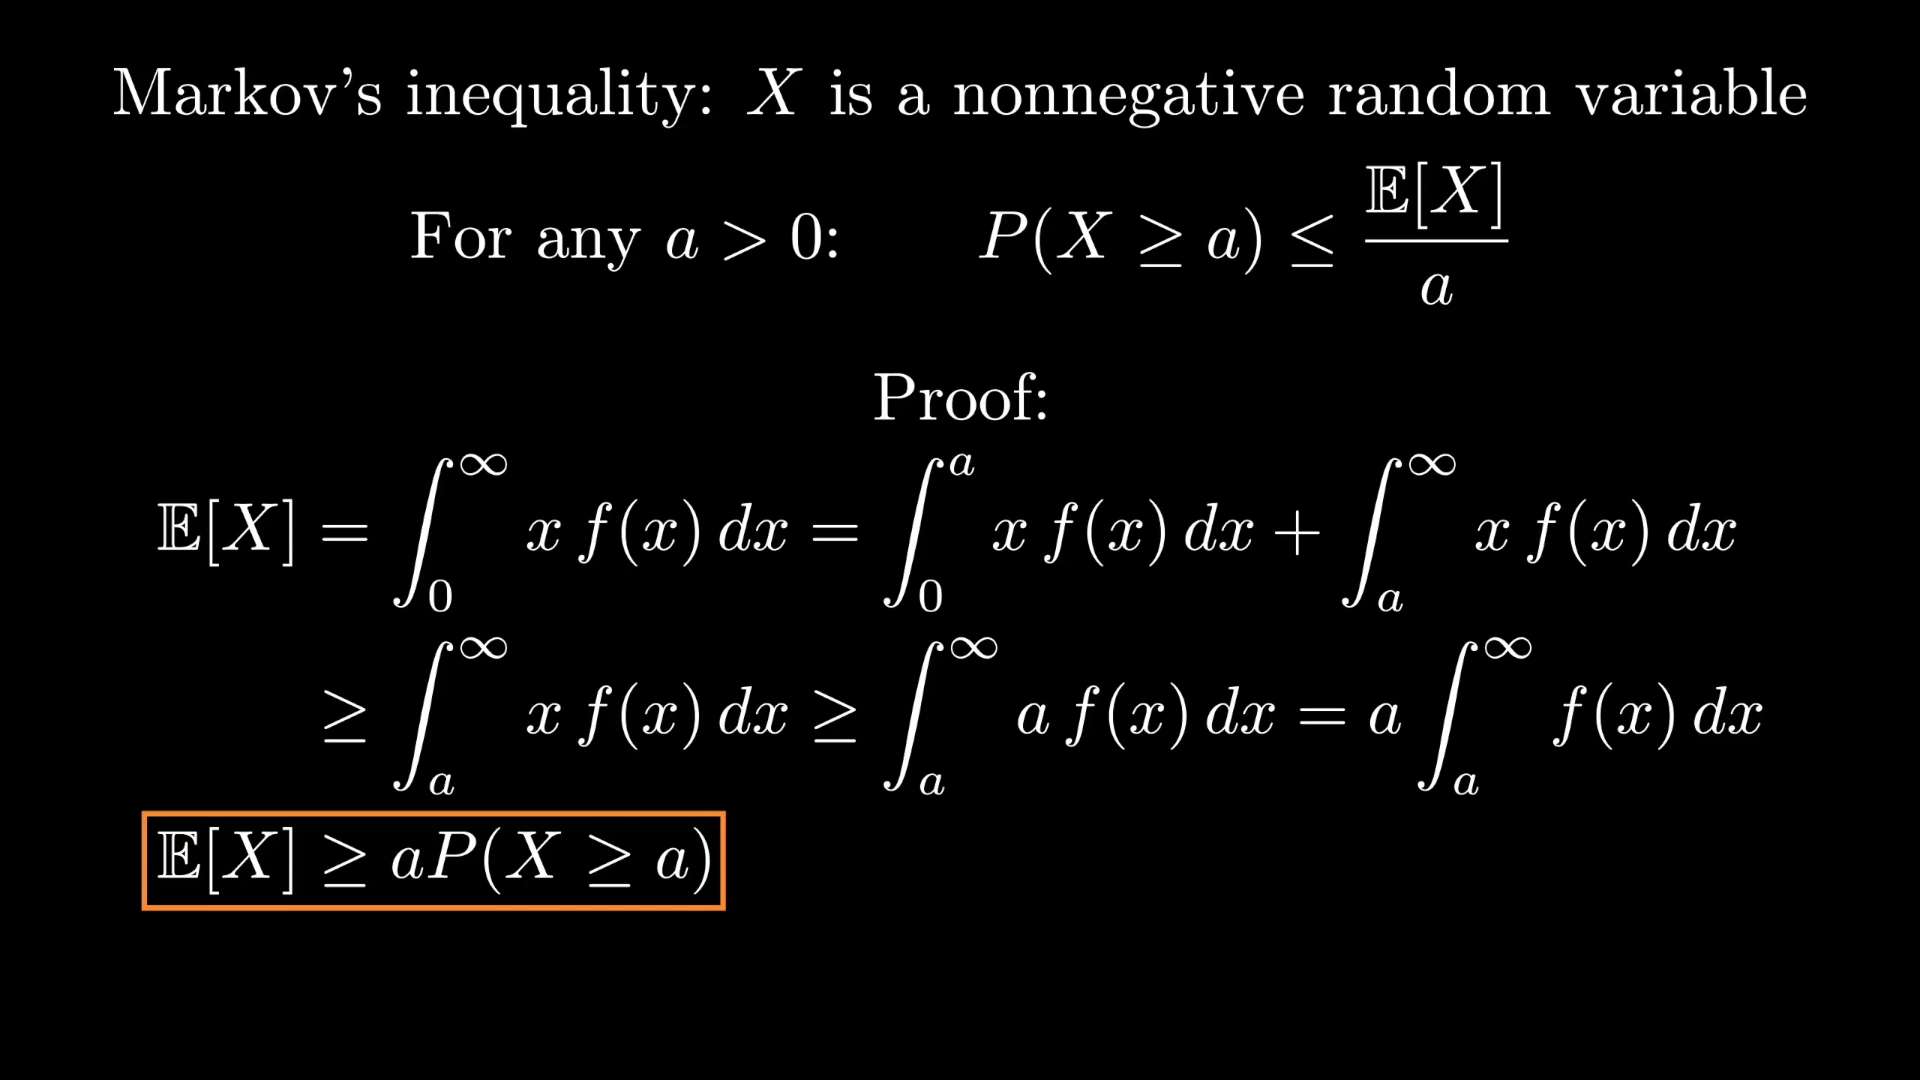 Markov's inequality: X is a nonnegative random variable
For any a > 0: P(X ≥ a) ≤ \frac{𝔼[X]}{a}
Proof:
𝔼[X] = ∫_0^∞ x f(x) dx = ∫_0^a x f(x) dx + ∫_a^∞ x f(x) dx
≥ ∫_a^∞ x f(x) dx ≥ ∫_a^∞ a f(x) dx = a ∫_a^∞ f(x) dx
𝔼[X] ≥ aP(X ≥ a)